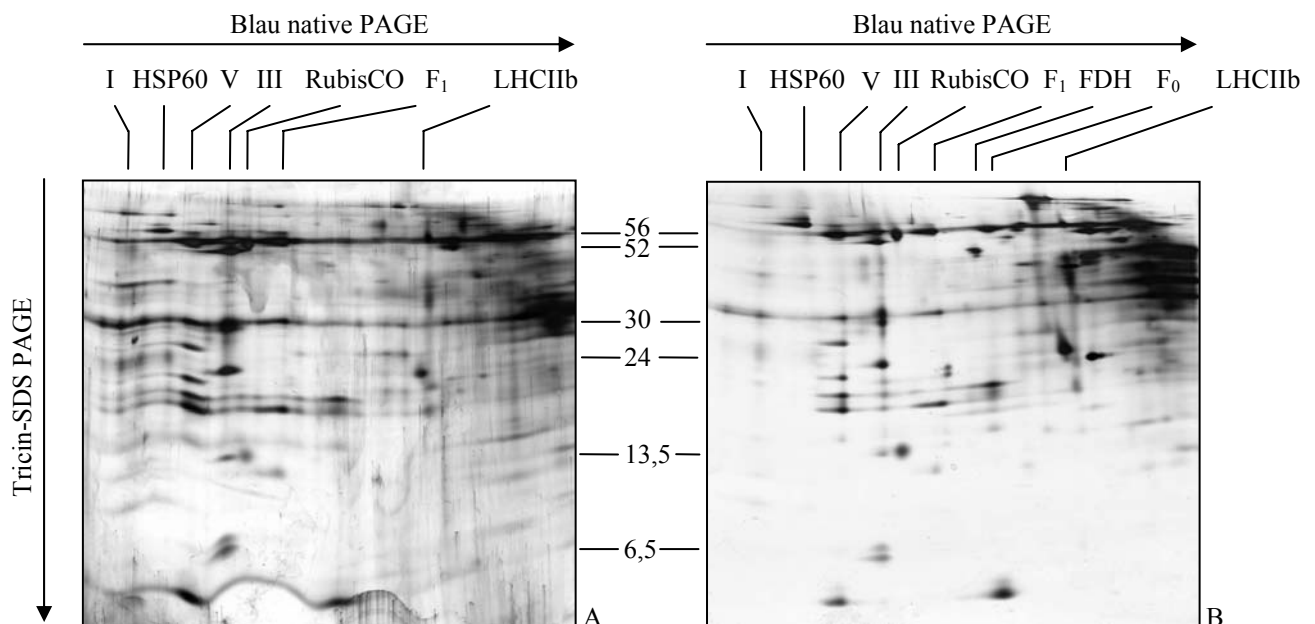 Blau native PAGE
I HSP60 V III RubisCO F₁ LHCIIb
Tricin-SDS PAGE
A
56
52
30
24
13,5
6,5
Blau native PAGE
I HSP60 V III RubisCO F₁ FDH F₀ LHCIIb
B